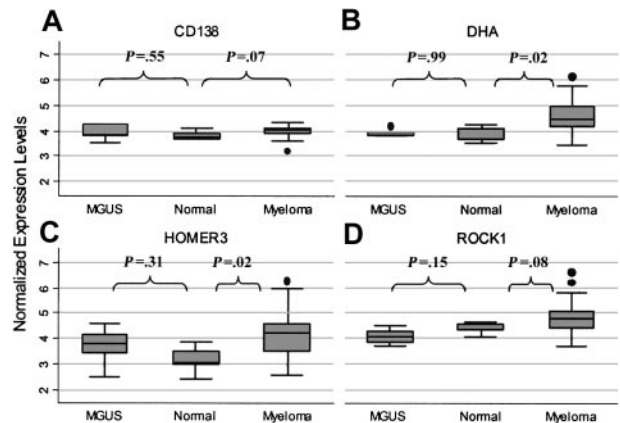 A CD138
B DHA
P=.55 P=.07
P=.99 P=.02
7
6
5
4
3
2
MGUS Normal Myeloma
MGUS Normal Myeloma
Normalized Expression Levels
C HOMER3
D ROCK1
P=.31 P=.02
P=.15 P=.08
7
6
5
4
3
2
MGUS Normal Myeloma
MGUS Normal Myeloma